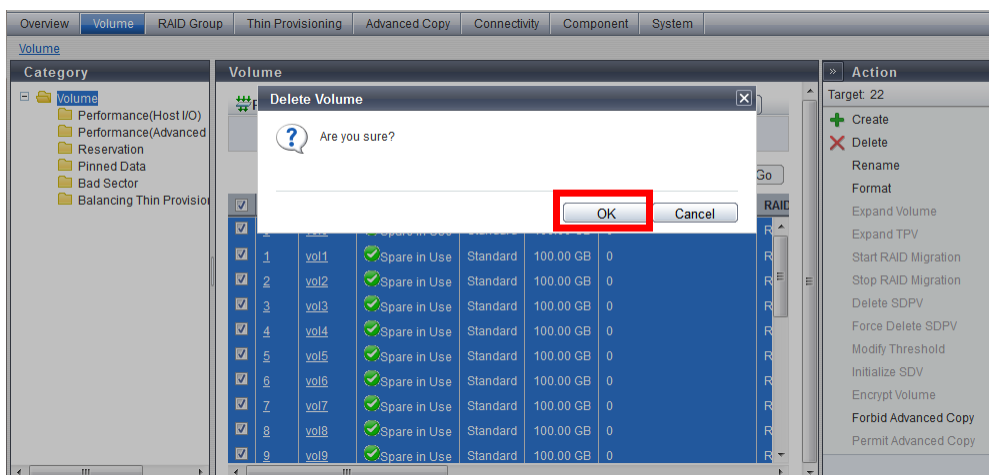 Overview Volume RAID Group Thin Provisioning Advanced Copy Connectivity Component System
Volume
Category
Volume
Performance(Host I/O)
Performance(Advanced
Reservation
Pinned Data
Bad Sector
Balancing Thin Provision
Volume
Delete Volume
Are you sure?
OK Cancel
Go
RAID
1 vol1 Spare in Use Standard 100.00 GB 0 R
2 vol2 Spare in Use Standard 100.00 GB 0 R
3 vol3 Spare in Use Standard 100.00 GB 0 R
4 vol4 Spare in Use Standard 100.00 GB 0 R
5 vol5 Spare in Use Standard 100.00 GB 0 R
6 vol6 Spare in Use Standard 100.00 GB 0 R
7 vol7 Spare in Use Standard 100.00 GB 0 R
8 vol8 Spare in Use Standard 100.00 GB 0 R
9 vol9 Spare in Use Standard 100.00 GB 0 R
» Action
Target: 22
Create
Delete
Rename
Format
Expand Volume
Expand TPV
Start RAID Migration
Stop RAID Migration
Delete SDPV
Force Delete SDPV
Modify Threshold
Initialize SDV
Encrypt Volume
Forbid Advanced Copy
Permit Advanced Copy